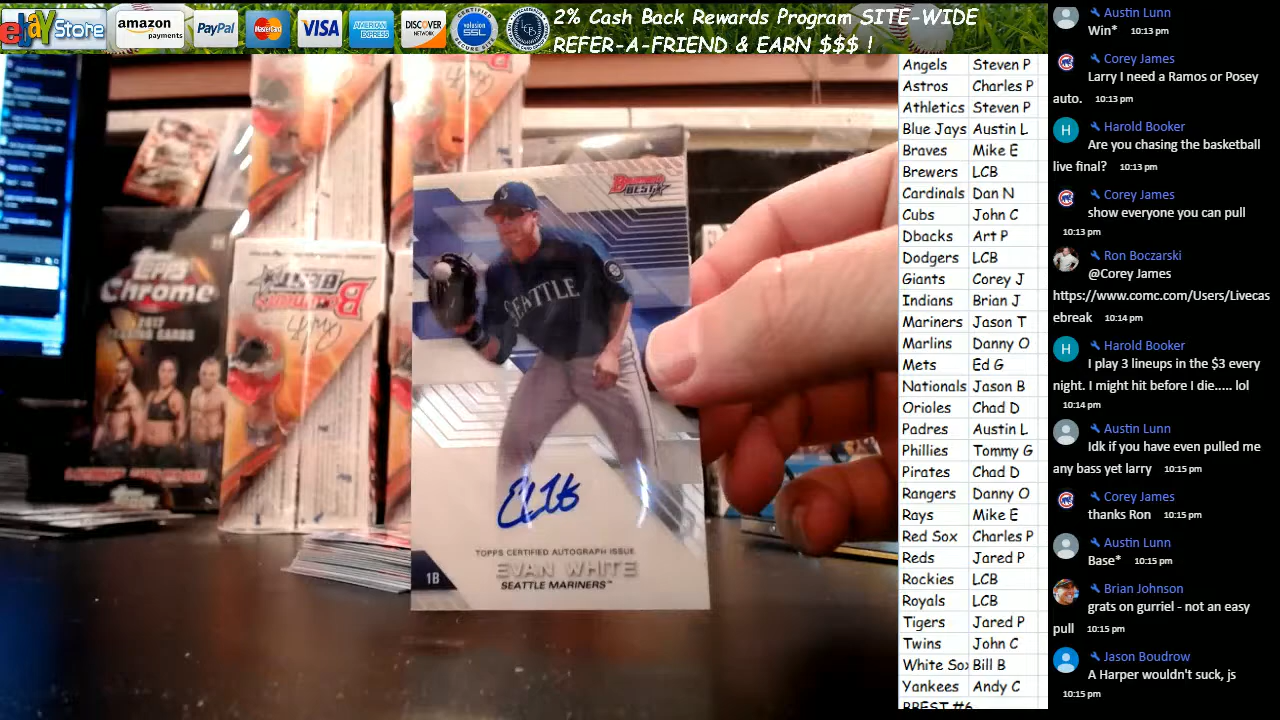 ebay Store
amazon payments
PayPal
MasterCard
VISA
AMERICAN EXPRESS
DISCOVER NETWORK
volusion SSL
LCB
2% Cash Back Rewards Program SITE-WIDE
REFER-A-FRIEND & EARN $$$ !
Topps Chrome
2017
Topps
BOWMAN'S BEST
BOWMAN'S BEST
S
SEATTLE
TOPPS CERTIFIED AUTOGRAPH ISSUE
EVAN WHITE
SEATTLE MARINERS™
1B
Angels Steven P
Astros Charles P
Athletics Steven P
Blue Jays Austin L
Braves Mike E
Brewers LCB
Cardinals Dan N
Cubs John C
Dbacks Art P
Dodgers LCB
Giants Corey J
Indians Brian J
Mariners Jason T
Marlins Danny O
Mets Ed G
Nationals Jason B
Orioles Chad D
Padres Austin L
Phillies Tommy G
Pirates Chad D
Rangers Danny O
Rays Mike E
Red Sox Charles P
Reds Jared P
Rockies LCB
Royals LCB
Tigers Jared P
Twins John C
White Sox Bill B
Yankees Andy C
BBEST #6
Austin Lunn
Win* 10:13 pm
Corey James
Larry I need a Ramos or Posey
auto. 10:13 pm
H Harold Booker
Are you chasing the basketball
live final? 10:13 pm
Corey James
show everyone you can pull
10:13 pm
Ron Boczarski
@Corey James
https://www.comc.com/Users/Livecas
ebreak 10:14 pm
H Harold Booker
I play 3 lineups in the $3 every
night. I might hit before I die..... lol
10:14 pm
Austin Lunn
Idk if you have even pulled me
any bass yet larry 10:15 pm
Corey James
thanks Ron 10:15 pm
Austin Lunn
Base* 10:15 pm
Brian Johnson
grats on gurriel - not an easy
pull 10:15 pm
Jason Boudrow
A Harper wouldn't suck, js
10:15 pm